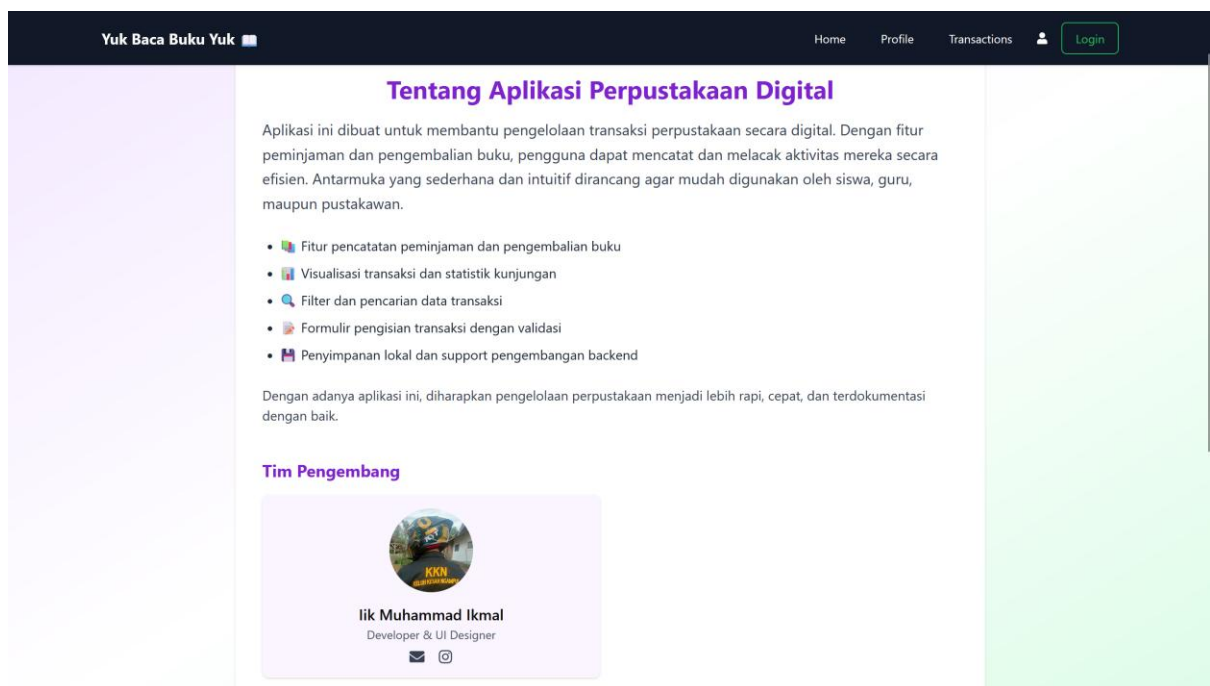 Yuk Baca Buku Yuk
Home Profile Transactions Login
Tentang Aplikasi Perpustakaan Digital
Aplikasi ini dibuat untuk membantu pengelolaan transaksi perpustakaan secara digital. Dengan fitur
peminjaman dan pengembalian buku, pengguna dapat mencatat dan melacak aktivitas mereka secara
efisien. Antarmuka yang sederhana dan intuitif dirancang agar mudah digunakan oleh siswa, guru,
maupun pustakawan.
Fitur pencatatan peminjaman dan pengembalian buku
Visualisasi transaksi dan statistik kunjungan
Filter dan pencarian data transaksi
Formulir pengisian transaksi dengan validasi
Penyimpanan lokal dan support pengembangan backend
Dengan adanya aplikasi ini, diharapkan pengelolaan perpustakaan menjadi lebih rapi, cepat, dan terdokumentasi
dengan baik.
Tim Pengembang
KKN
Iik Muhammad Ikmal
Developer & UI Designer